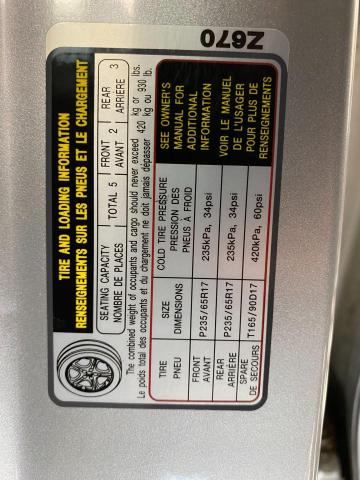 TIRE AND LOADING INFORMATION
RENSEIGNEMENTS SUR LES PNEUS ET LE CHARGEMENT
SEATING CAPACITY
NOMBRE DE PLACES
TOTAL 5
FRONT
AVANT 2
REAR
ARRIÈRE 3
The combined weight of occupants and cargo should never exceed 420 kg or 930 lbs.
Le poids total des occupants et du chargement ne doit jamais depasser 420 kg ou 930 lb.
TIRE
PNEU
SIZE
DIMENSIONS
COLD TIRE PRESSURE
PRESSION DES
PNEUS À FROID
FRONT
AVANT
P235/65R17
235kPa, 34psi
REAR
ARRIÈRE
P235/65R17
235kPa, 34psi
SPARE
DE SECOURS
T165/90D17
420kPa, 60psi
SEE OWNER'S
MANUAL FOR
ADDITIONAL
INFORMATION
VOIR LE MANUEL
DE L'USAGER
POUR PLUS DE
RENSEIGNEMENTS
Z670